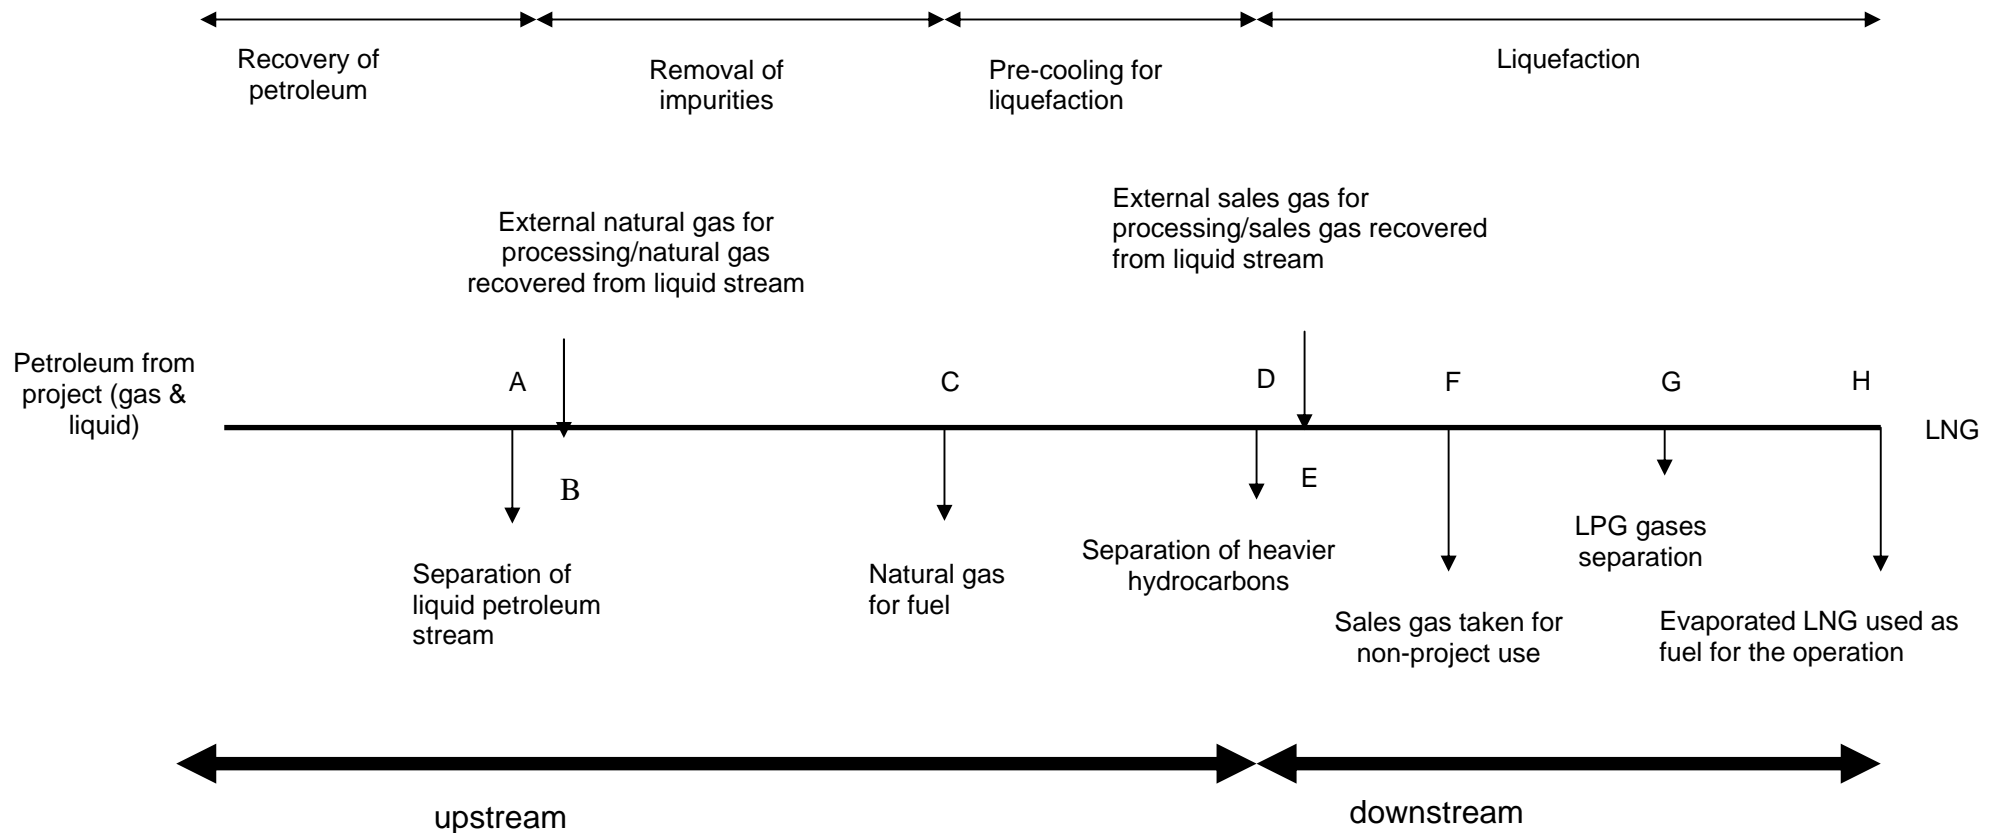 Recovery of
petroleum
Removal of
impurities
Pre-cooling for
liquefaction
Liquefaction
External natural gas for
processing/natural gas
recovered from liquid stream
External sales gas for
processing/sales gas recovered
from liquid stream
Petroleum from
project (gas &
liquid)
A
C
D
F
G
H
LNG
B
E
Separation of
liquid petroleum
stream
Natural gas
for fuel
Separation of heavier
hydrocarbons
Sales gas taken for
non-project use
LPG gases
separation
Evaporated LNG used as
fuel for the operation
upstream
downstream